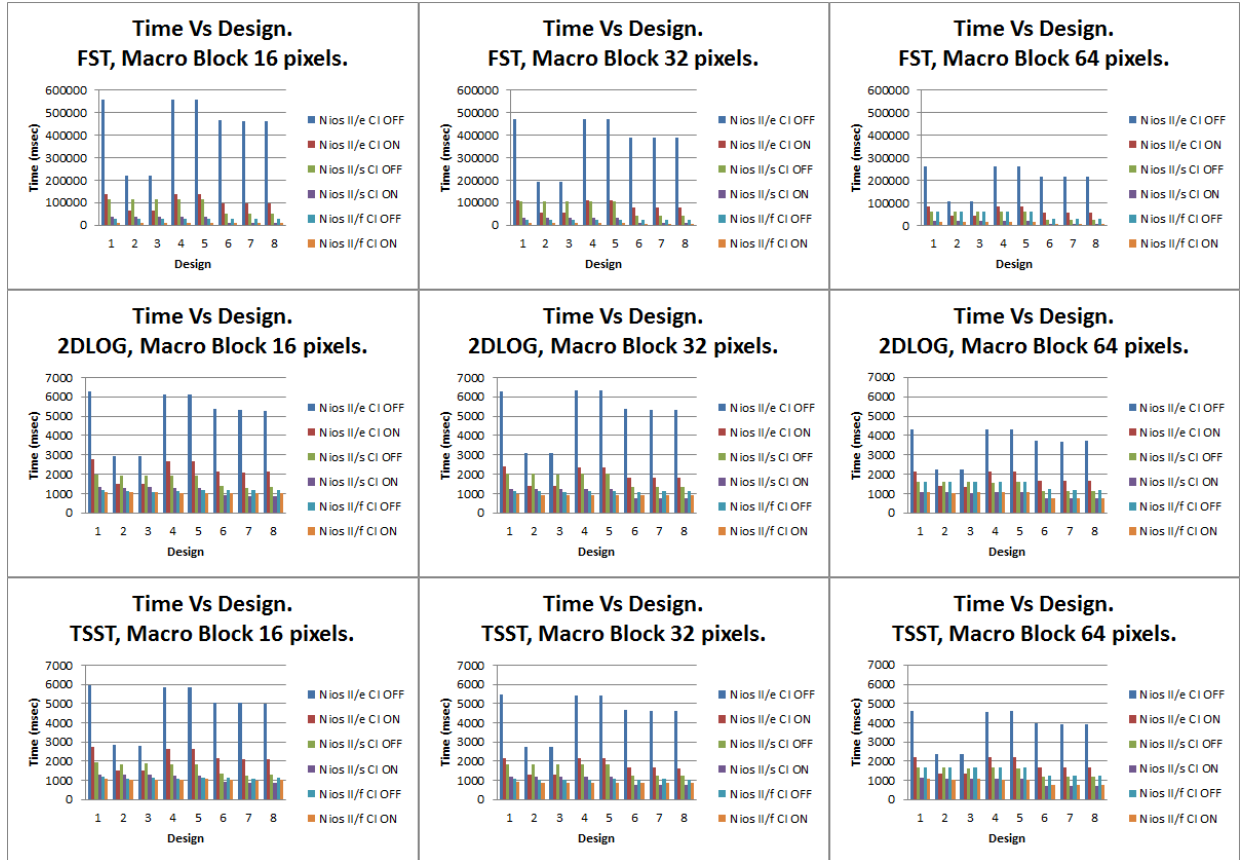 Time Vs Design.
FST, Macro Block 16 pixels.
Time (msec)
600000
500000
400000
300000
200000
100000
0
1 2 3 4 5 6 7 8
Design
Nios II/e CI OFF
Nios II/e CI ON
Nios II/s CI OFF
Nios II/s CI ON
Nios II/f CI OFF
Nios II/f CI ON
Time Vs Design.
FST, Macro Block 32 pixels.
Time (msec)
600000
500000
400000
300000
200000
100000
0
1 2 3 4 5 6 7 8
Design
Nios II/e CI OFF
Nios II/e CI ON
Nios II/s CI OFF
Nios II/s CI ON
Nios II/f CI OFF
Nios II/f CI ON
Time Vs Design.
FST, Macro Block 64 pixels.
Time (msec)
600000
500000
400000
300000
200000
100000
0
1 2 3 4 5 6 7 8
Design
Nios II/e CI OFF
Nios II/e CI ON
Nios II/s CI OFF
Nios II/s CI ON
Nios II/f CI OFF
Nios II/f CI ON
Time Vs Design.
2DLOG, Macro Block 16 pixels.
Time (msec)
7000
6000
5000
4000
3000
2000
1000
0
1 2 3 4 5 6 7 8
Design
Nios II/e CI OFF
Nios II/e CI ON
Nios II/s CI OFF
Nios II/s CI ON
Nios II/f CI OFF
Nios II/f CI ON
Time Vs Design.
2DLOG, Macro Block 32 pixels.
Time (msec)
7000
6000
5000
4000
3000
2000
1000
0
1 2 3 4 5 6 7 8
Design
Nios II/e CI OFF
Nios II/e CI ON
Nios II/s CI OFF
Nios II/s CI ON
Nios II/f CI OFF
Nios II/f CI ON
Time Vs Design.
2DLOG, Macro Block 64 pixels.
Time (msec)
7000
6000
5000
4000
3000
2000
1000
0
1 2 3 4 5 6 7 8
Design
Nios II/e CI OFF
Nios II/e CI ON
Nios II/s CI OFF
Nios II/s CI ON
Nios II/f CI OFF
Nios II/f CI ON
Time Vs Design.
TSST, Macro Block 16 pixels.
Time (msec)
7000
6000
5000
4000
3000
2000
1000
0
1 2 3 4 5 6 7 8
Design
Nios II/e CI OFF
Nios II/e CI ON
Nios II/s CI OFF
Nios II/s CI ON
Nios II/f CI OFF
Nios II/f CI ON
Time Vs Design.
TSST, Macro Block 32 pixels.
Time (msec)
7000
6000
5000
4000
3000
2000
1000
0
1 2 3 4 5 6 7 8
Design
Nios II/e CI OFF
Nios II/e CI ON
Nios II/s CI OFF
Nios II/s CI ON
Nios II/f CI OFF
Nios II/f CI ON
Time Vs Design.
TSST, Macro Block 64 pixels.
Time (msec)
7000
6000
5000
4000
3000
2000
1000
0
1 2 3 4 5 6 7 8
Design
Nios II/e CI OFF
Nios II/e CI ON
Nios II/s CI OFF
Nios II/s CI ON
Nios II/f CI OFF
Nios II/f CI ON